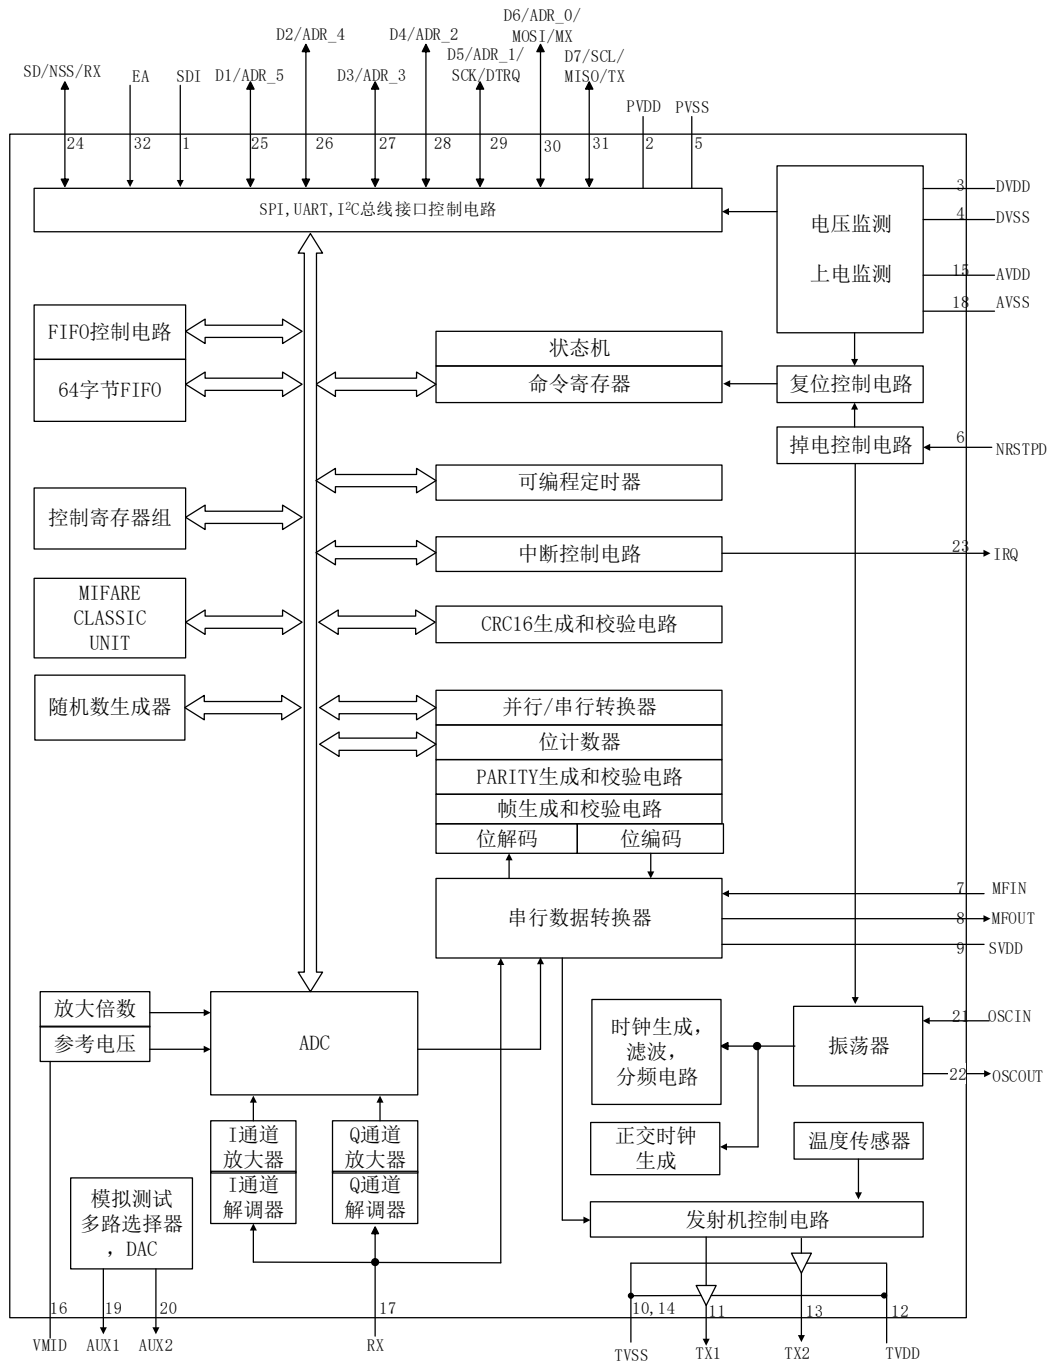 D6/ADR_0/
MOSI/MX
D2/ADR_4
D4/ADR_2
D5/ADR_1/
SCK/DTRQ
D7/SCL/
MISO/TX
SD/NSS/RX
EA
SDI
D1/ADR_5
D3/ADR_3
PVDD
PVSS
24
32
1
25
26
27
28
29
30
31
2
5
SPI,UART,I²C总线接口控制电路
电压监测
上电监测
3
DVDD
4
DVSS
15
AVDD
18
AVSS
FIFO控制电路
64字节FIFO
状态机
命令寄存器
复位控制电路
掉电控制电路
6
NRSTPD
可编程定时器
控制寄存器组
中断控制电路
23
IRQ
MIFARE
CLASSIC
UNIT
CRC16生成和校验电路
随机数生成器
并行/串行转换器
位计数器
PARITY生成和校验电路
帧生成和校验电路
位解码
位编码
串行数据转换器
7
MFIN
8
MFOUT
9
SVDD
放大倍数
参考电压
ADC
时钟生成,
滤波,
分频电路
振荡器
21
OSCIN
22
OSCOUT
I通道
放大器
I通道
解调器
Q通道
放大器
Q通道
解调器
正交时钟
生成
温度传感器
模拟测试
多路选择器
,DAC
发射机控制电路
16
19
20
17
10,14
11
13
12
VMID
AUX1
AUX2
RX
TVSS
TX1
TX2
TVDD